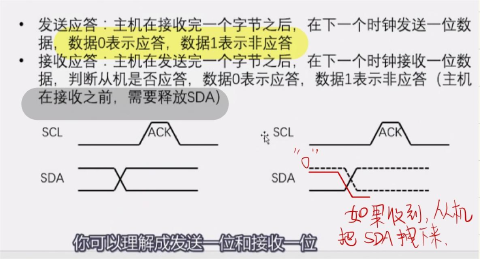 • 发送应答：主机在接收完一个字节之后，在下一个时钟发送一位数
据，数据0表示应答，数据1表示非应答
• 接收应答：主机在发送完一个字节之后，在下一个时钟接收一位数
据，判断从机是否应答，数据0表示应答，数据1表示非应答（主机
在接收之前，需要释放SDA）
SCL ACK SCL ACK
"0"
SDA SDA
如果收到，从机
把SDA拽下来.
你可以理解成发送一位和接收一位